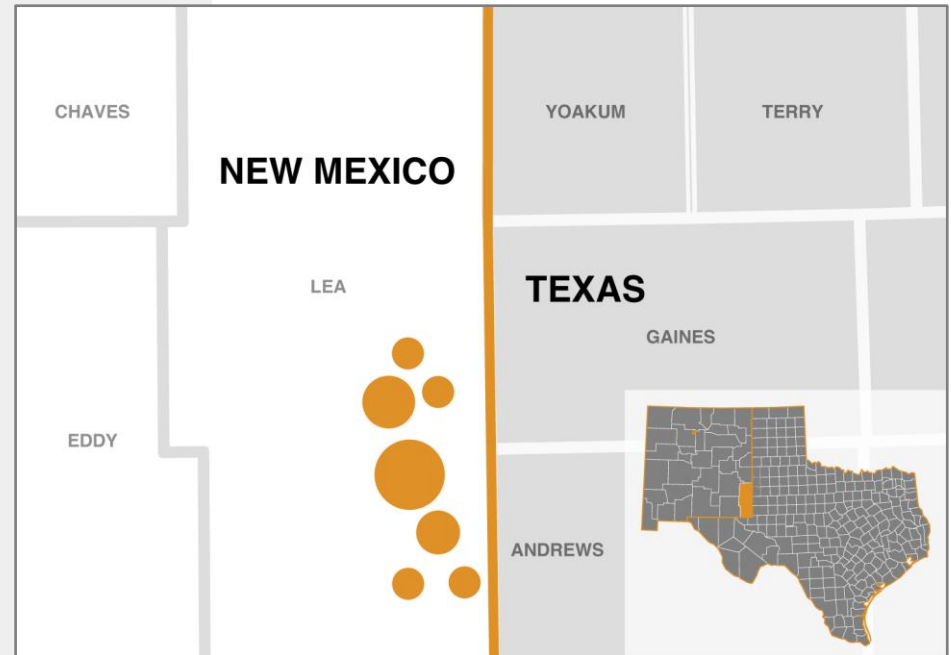 CHAVES
YOAKUM
TERRY
NEW MEXICO
LEA
TEXAS
GAINES
EDDY
ANDREWS